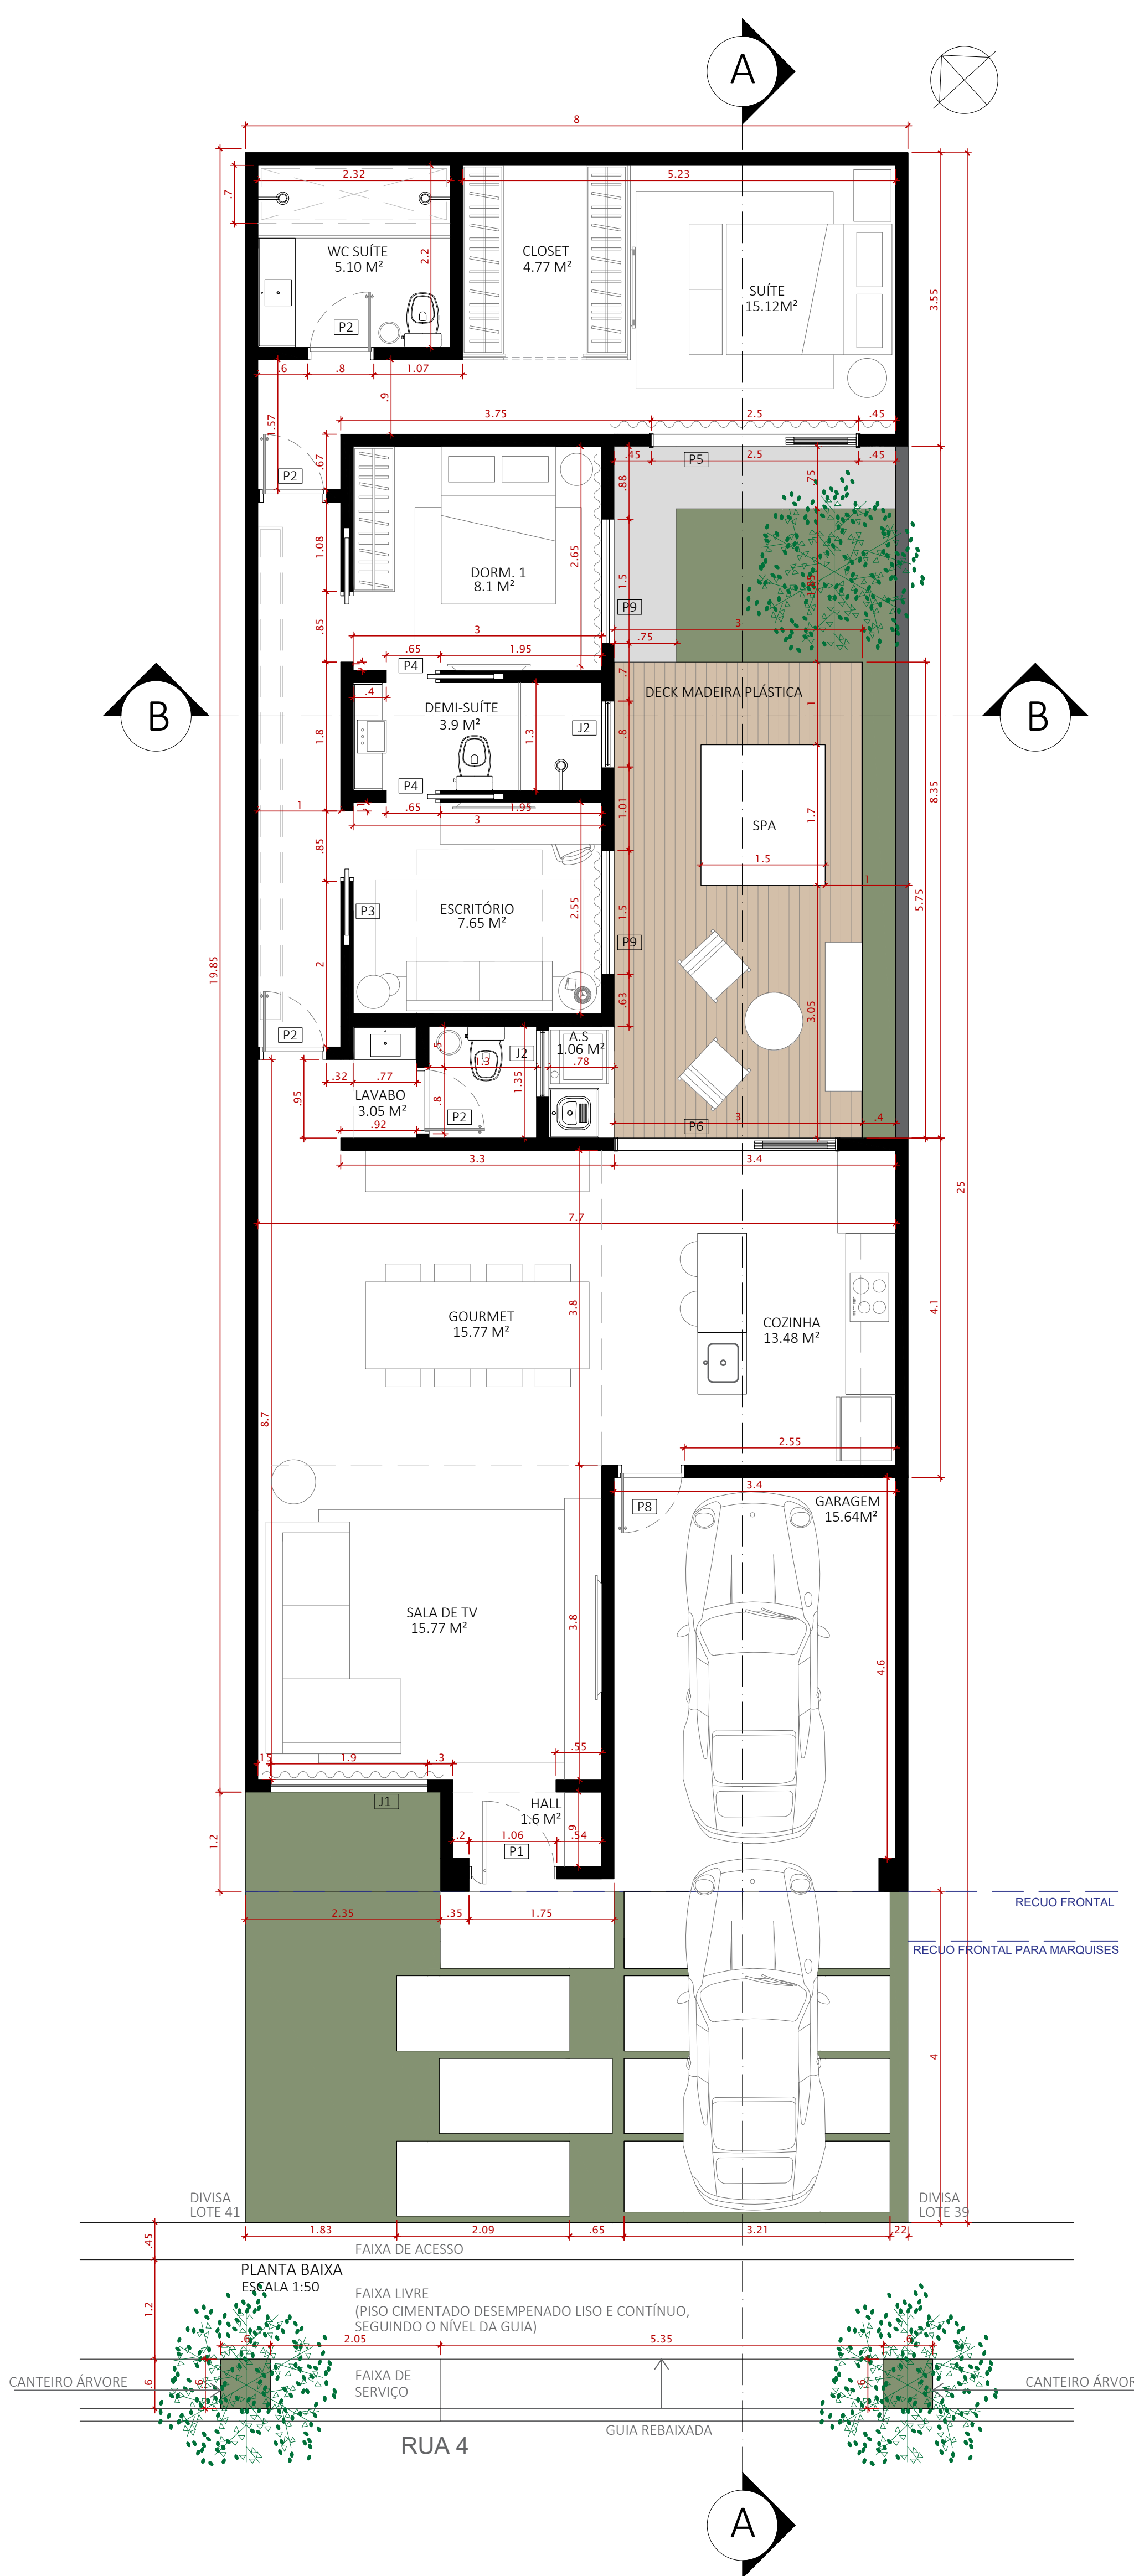 A
8
2.32
5.23
.7
WC SUÍTE
5.10 M²
2.2
CLOSET
4.77 M²
SUÍTE
15.12M²
3.55
P2
.6
.8
1.07
.9
1.57
3.75
2.5
.45
.67
P2
.45
P5
2.5
.45
.88
.75
1.08
2.65
DORM. 1
8.1 M²
1.5
P9
.85
3
3
.75
.65
1.95
P4
.7
DECK MADEIRA PLÁSTICA
B
B
.4
DEMI-SUÍTE
3.9 M²
1.3
J2
.8
1
1.8
8.35
P4
1
.65
1.95
1.01
3
1.7
SPA
.85
1.5
1
5.75
P3
ESCRITÓRIO
7.65 M²
2.55
1.5
P9
19.85
2
.63
3.05
P2
.5
A.S
1.06 M²
J2
1.3
.78
.32
.77
1.35
.95
LAVABO
3.05 M²
.8
P2
.92
P6
3
.4
3.3
3.4
25
7.7
3.8
4.1
GOURMET
15.77 M²
COZINHA
13.48 M²
8.7
2.55
3.4
P8
GARAGEM
15.64M²
SALA DE TV
15.77 M²
3.8
4.6
.55
.15
1.9
.3
J1
HALL
1.6 M²
1.2
.9
.2
1.06
.54
P1
RECUO FRONTAL
2.35
.35
1.75
RECUO FRONTAL PARA MARQUISES
4
DIVISA
LOTE 41
DIVISA
LOTE 39
1.83
2.09
.65
3.21
.22
.45
FAIXA DE ACESSO
PLANTA BAIXA
ESCALA 1:50
FAIXA LIVRE
(PISO CIMENTADO DESEMPENADO LISO E CONTÍNUO,
SEGUINDO O NÍVEL DA GUIA)
1.2
.6
2.05
5.35
.6
CANTEIRO ÁRVORE
.6
.6
FAIXA DE
SERVIÇO
.6
CANTEIRO ÁRVOR
GUIA REBAIXADA
RUA 4
A